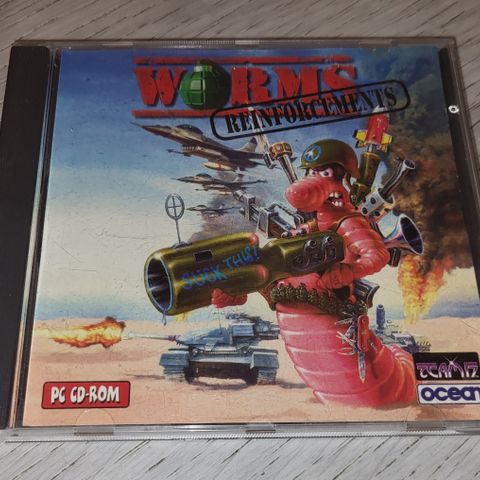 WORMS
REINFORCEMENTS
SUCK THIS!
PC CD-ROM
TEAM17
ocean